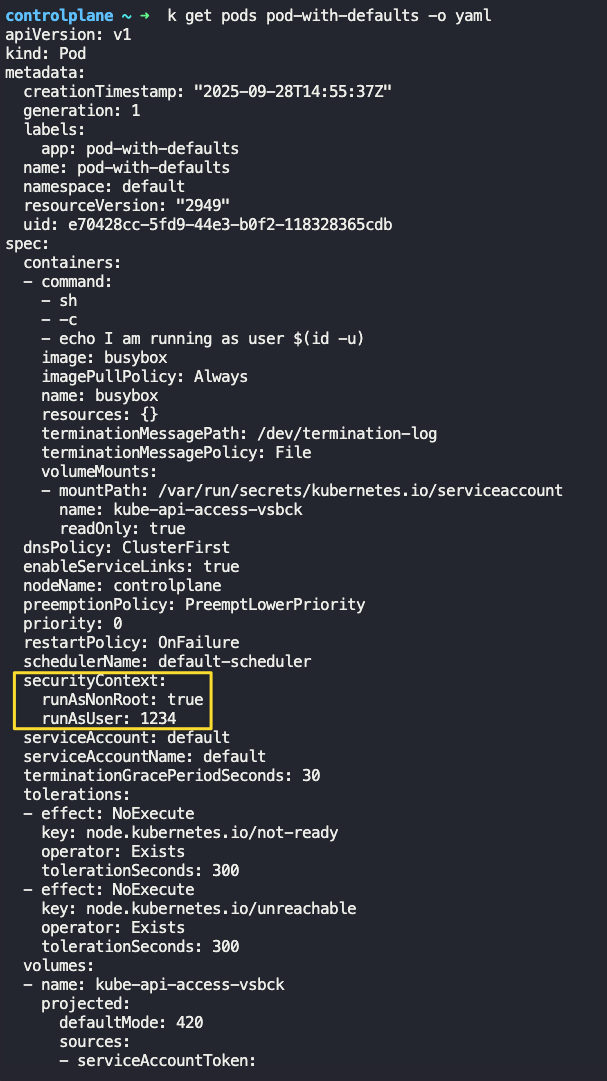 controlplane ~ ➜  k get pods pod-with-defaults -o yaml
apiVersion: v1
kind: Pod
metadata:
  creationTimestamp: "2025-09-28T14:55:37Z"
  generation: 1
  labels:
    app: pod-with-defaults
  name: pod-with-defaults
  namespace: default
  resourceVersion: "2949"
  uid: e70428cc-5fd9-44e3-b0f2-118328365cdb
spec:
  containers:
  - command:
    - sh
    - -c
    - echo I am running as user $(id -u)
    image: busybox
    imagePullPolicy: Always
    name: busybox
    resources: {}
    terminationMessagePath: /dev/termination-log
    terminationMessagePolicy: File
    volumeMounts:
    - mountPath: /var/run/secrets/kubernetes.io/serviceaccount
      name: kube-api-access-vsbck
      readOnly: true
  dnsPolicy: ClusterFirst
  enableServiceLinks: true
  nodeName: controlplane
  preemptionPolicy: PreemptLowerPriority
  priority: 0
  restartPolicy: OnFailure
  schedulerName: default-scheduler
  securityContext:
    runAsNonRoot: true
    runAsUser: 1234
  serviceAccount: default
  serviceAccountName: default
  terminationGracePeriodSeconds: 30
  tolerations:
  - effect: NoExecute
    key: node.kubernetes.io/not-ready
    operator: Exists
    tolerationSeconds: 300
  - effect: NoExecute
    key: node.kubernetes.io/unreachable
    operator: Exists
    tolerationSeconds: 300
  volumes:
  - name: kube-api-access-vsbck
    projected:
      defaultMode: 420
      sources:
      - serviceAccountToken: